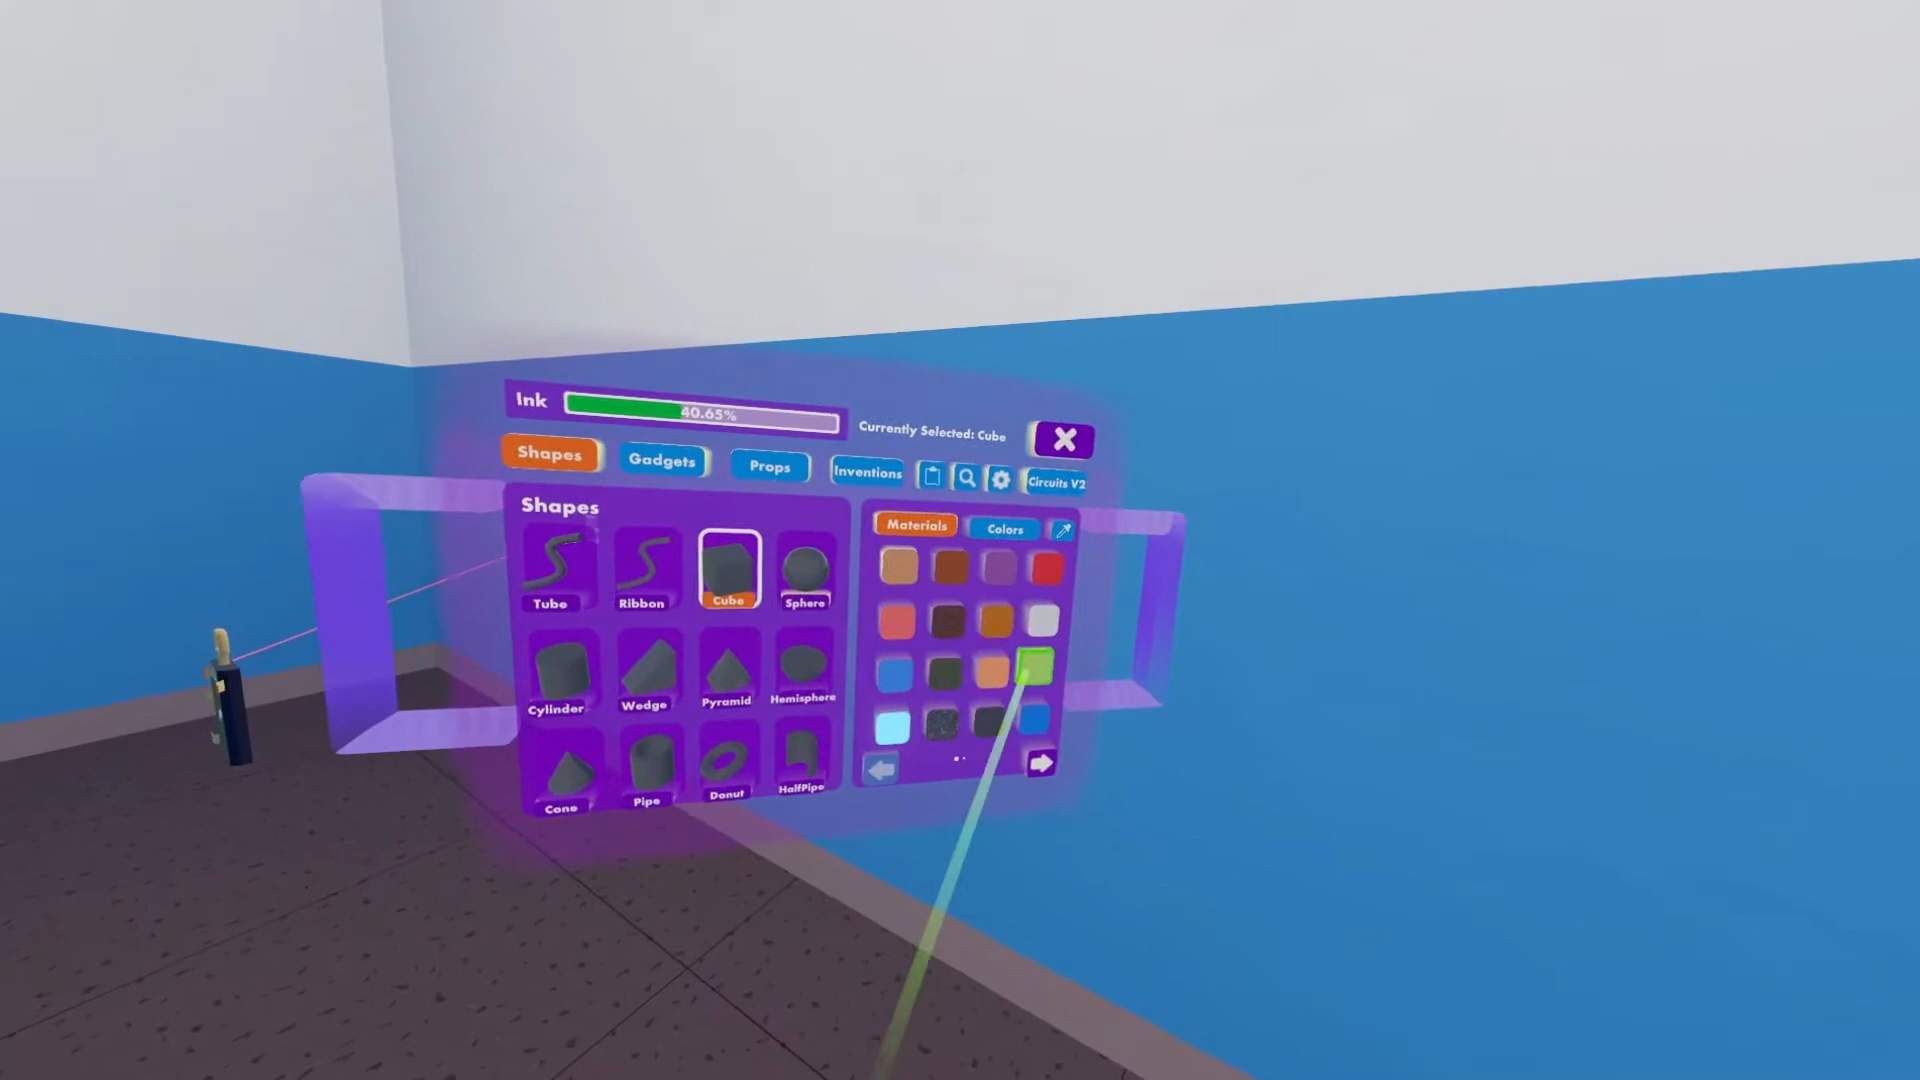 Ink
40.65%
Currently Selected: Cube
Shapes
Gadgets
Props
Inventions
Circuits V2
Shapes
Tube
Ribbon
Cube
Sphere
Cylinder
Wedge
Pyramid
Hemisphere
Cone
Pipe
Donut
HalfPipe
Materials
Colors